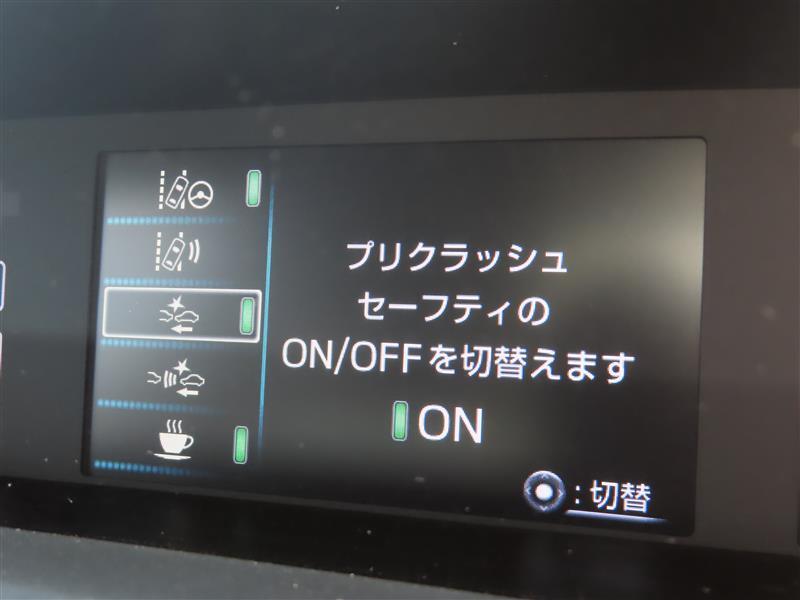 プリクラッシュ
セーフティの
ON/OFFを切替えます
ON
:切替